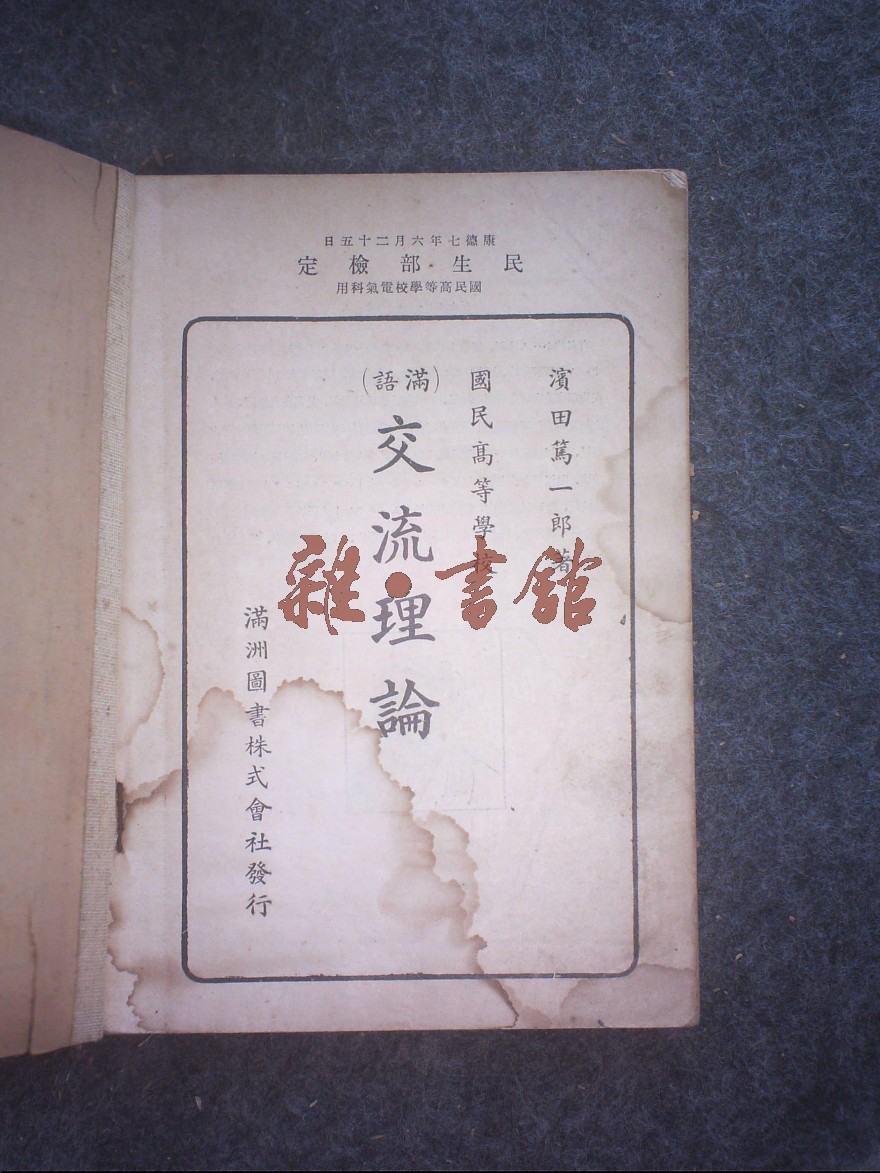 康德七年六月二十五日
民生部檢定
國民高等學校電氣科用
濱田篤一郎著
國民高等學校
（滿語）
交流理論
滿洲圖書株式會社發行
雜·書館